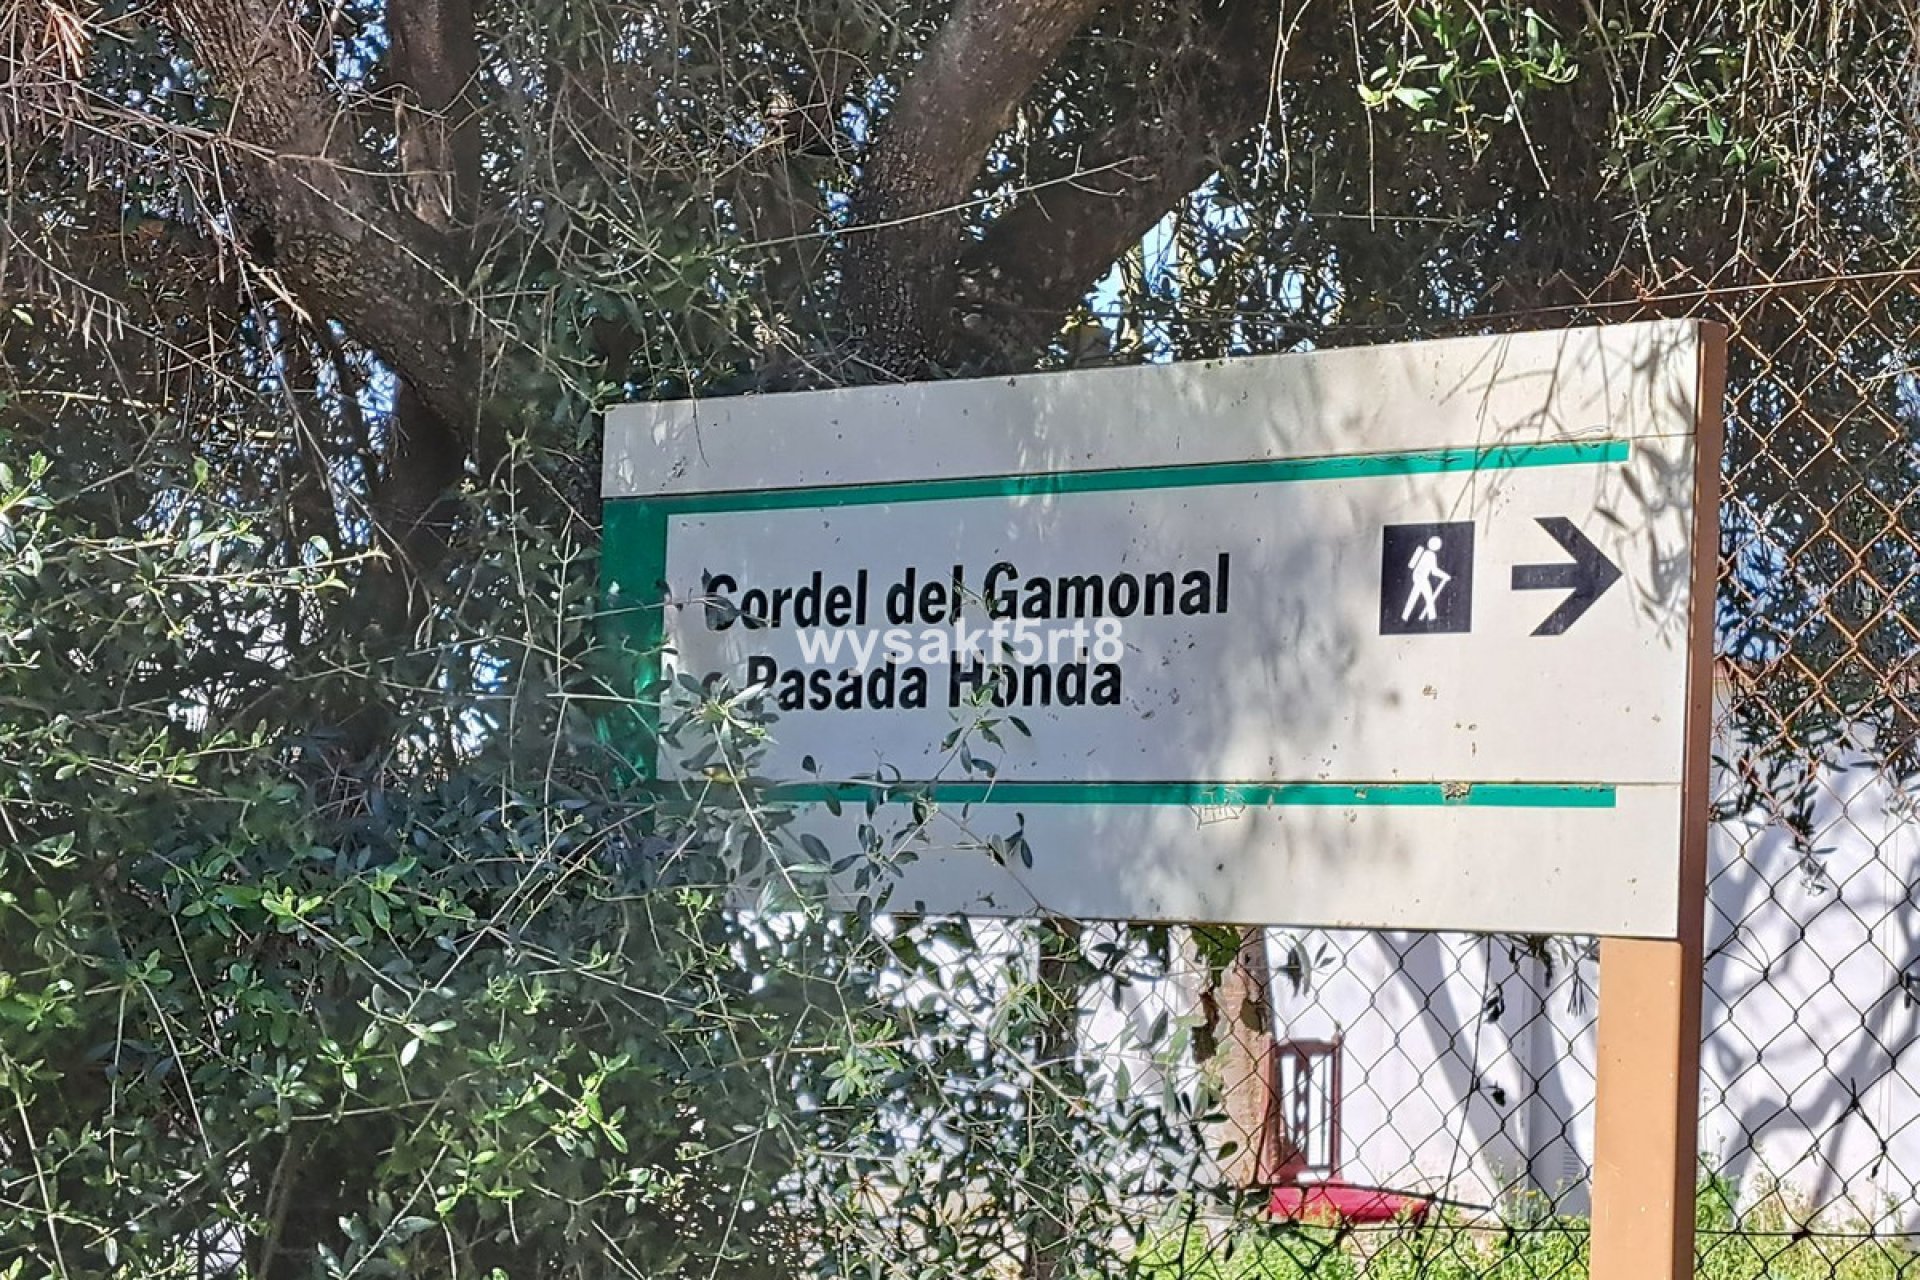 Cordel del Gamonal
wysakf5rt8
o Pasada Honda